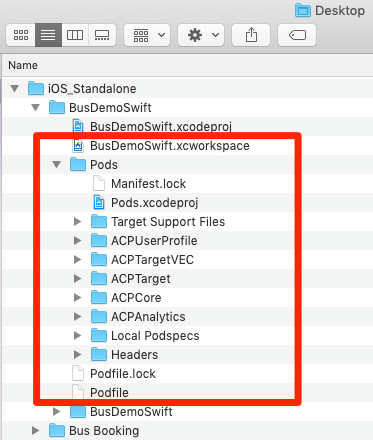 Desktop
Name
iOS_Standalone
BusDemoSwift
BusDemoSwift.xcodeproj
BusDemoSwift.xcworkspace
Pods
Manifest.lock
Pods.xcodeproj
Target Support Files
ACPUserProfile
ACPTargetVEC
ACPTarget
ACPCore
ACPAnalytics
Local Podspecs
Headers
Podfile.lock
Podfile
BusDemoSwift
Bus Booking